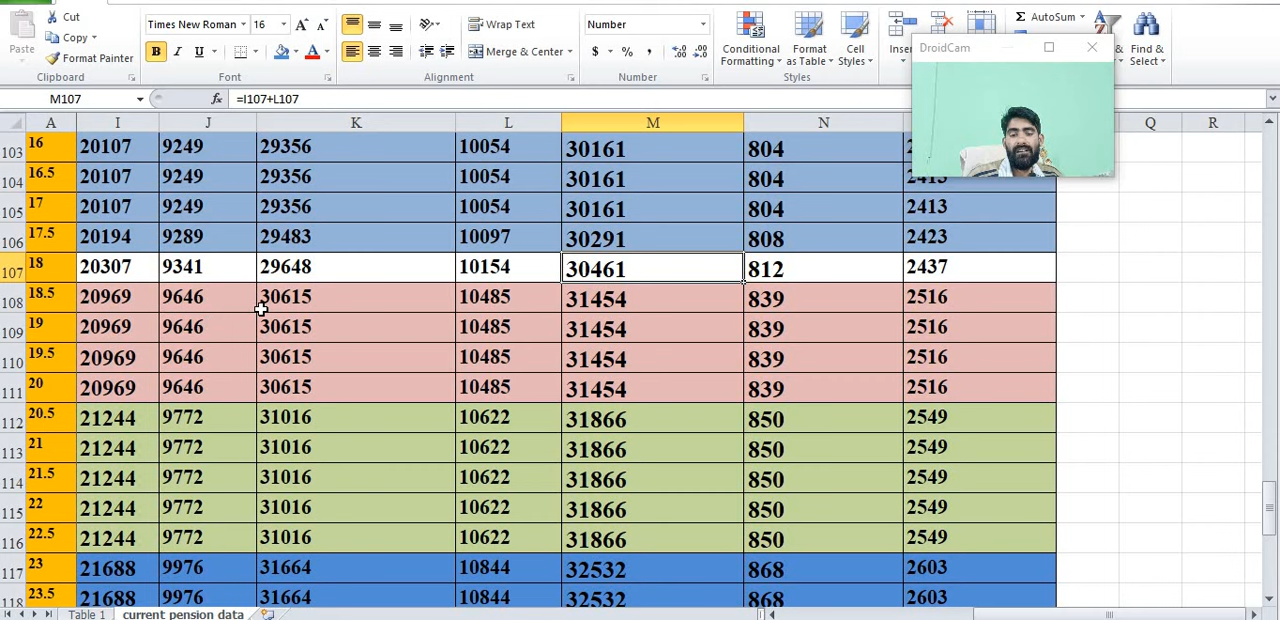 Cut
Times New Roman 16 A A
Wrap Text
Number
AutoSum
Paste
Copy
Format Painter
B I U A
Merge & Center
$ % ,
Conditional Formatting
Format as Table
Cell Styles
Find & Select
DroidCam
Clipboard Font Alignment Number Styles
M107 fx =I107+L107
A I J K L M N Q R
103 16 20107 9249 29356 10054 30161 804
104 16.5 20107 9249 29356 10054 30161 804 2413
105 17 20107 9249 29356 10054 30161 804 2413
106 17.5 20194 9289 29483 10097 30291 808 2423
107 18 20307 9341 29648 10154 30461 812 2437
108 18.5 20969 9646 30615 10485 31454 839 2516
109 19 20969 9646 30615 10485 31454 839 2516
110 19.5 20969 9646 30615 10485 31454 839 2516
111 20 20969 9646 30615 10485 31454 839 2516
112 20.5 21244 9772 31016 10622 31866 850 2549
113 21 21244 9772 31016 10622 31866 850 2549
114 21.5 21244 9772 31016 10622 31866 850 2549
115 22 21244 9772 31016 10622 31866 850 2549
116 22.5 21244 9772 31016 10622 31866 850 2549
117 23 21688 9976 31664 10844 32532 868 2603
118 23.5 21688 9976 31664 10844 32532 868 2603
Table 1 current pension data